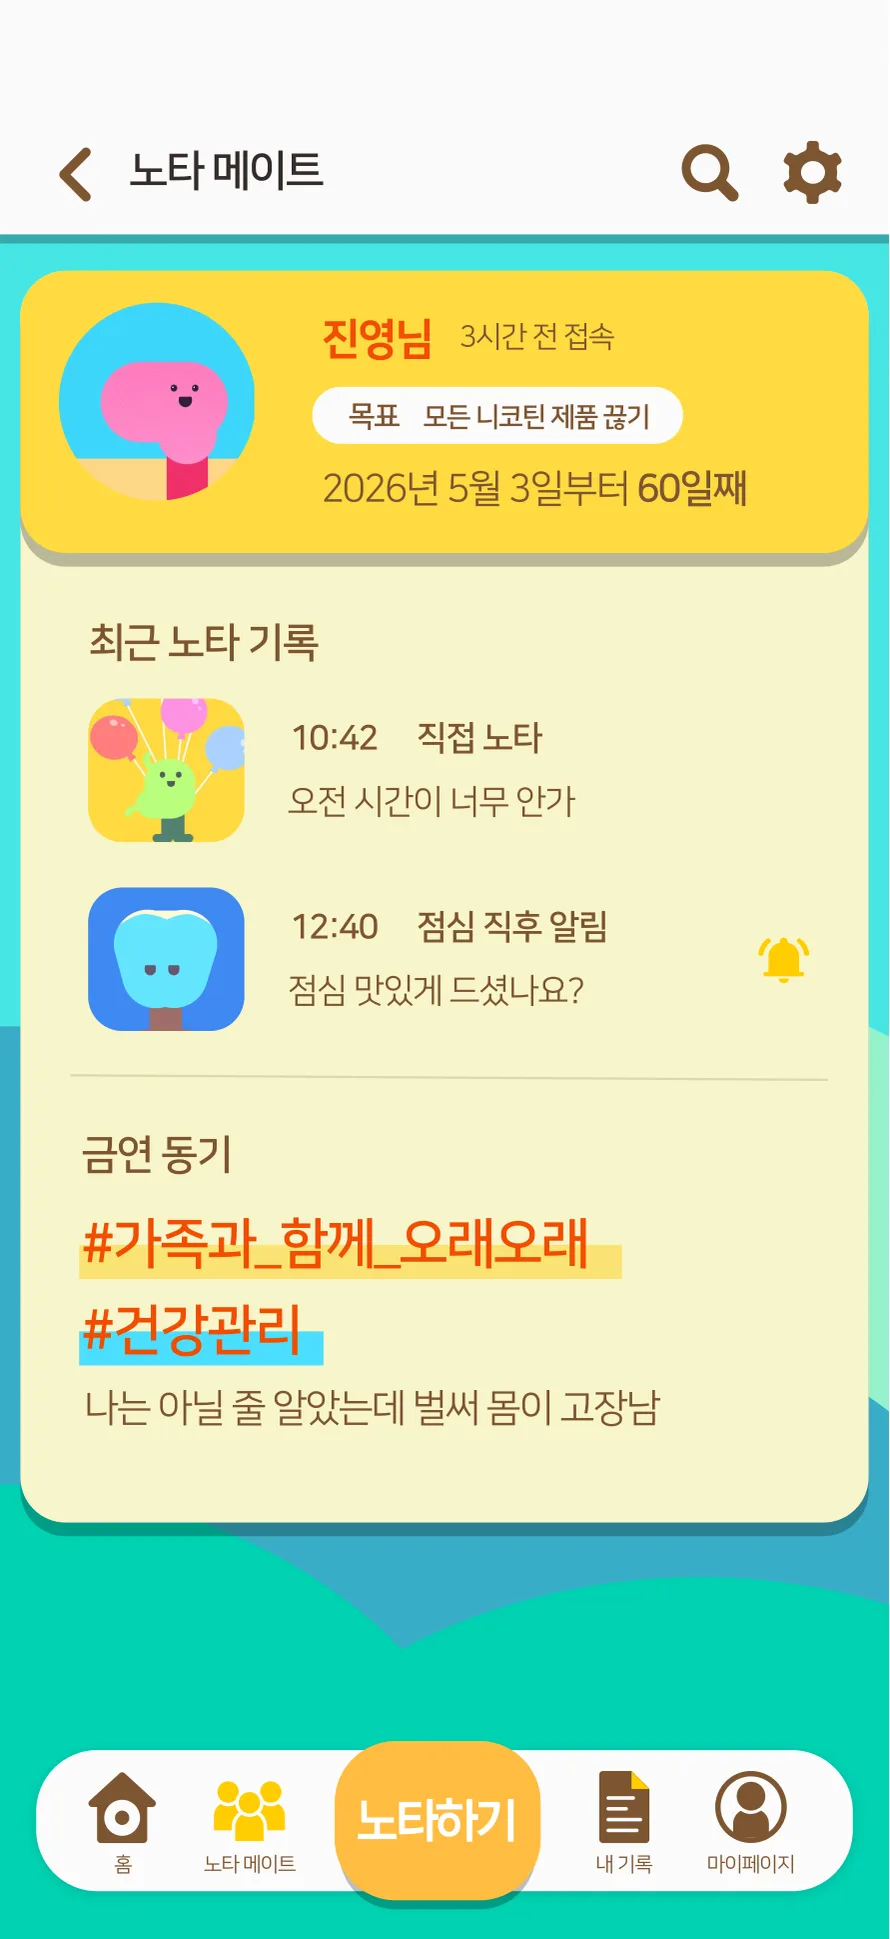 노타 메이트
진영님 3시간 전 접속
목표 모든 니코틴 제품 끊기
2026년 5월 3일부터 60일째
최근 노타 기록
10:42 직접 노타
오전 시간이 너무 안가
12:40 점심 직후 알림
점심 맛있게 드셨나요?
금연 동기
#가족과_함께_오래오래
#건강관리
나는 아닐 줄 알았는데 벌써 몸이 고장남
노타하기
홈 노타 메이트 내 기록 마이페이지